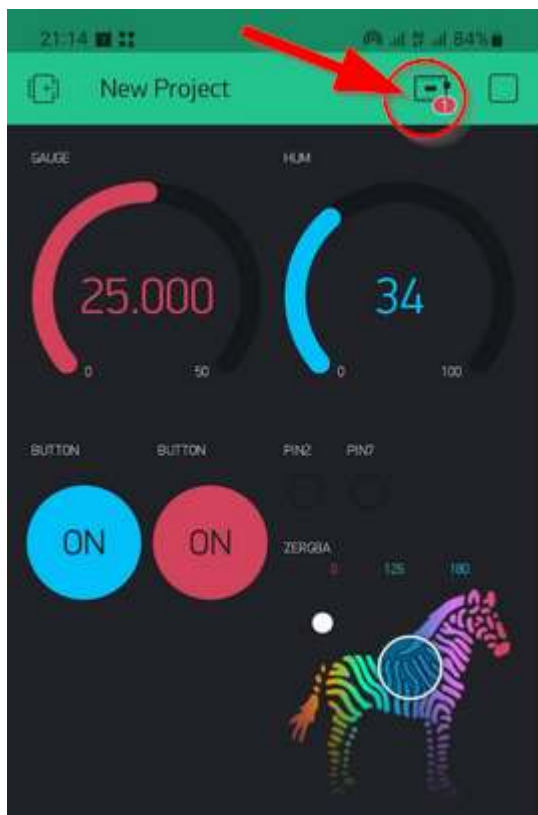 21:14 84%
New Project
1
GAUGE HUM
25.000 34
0 50 0 100
BUTTON BUTTON PIN2 PIN7
ON ON
ZERGBA
0 125 180